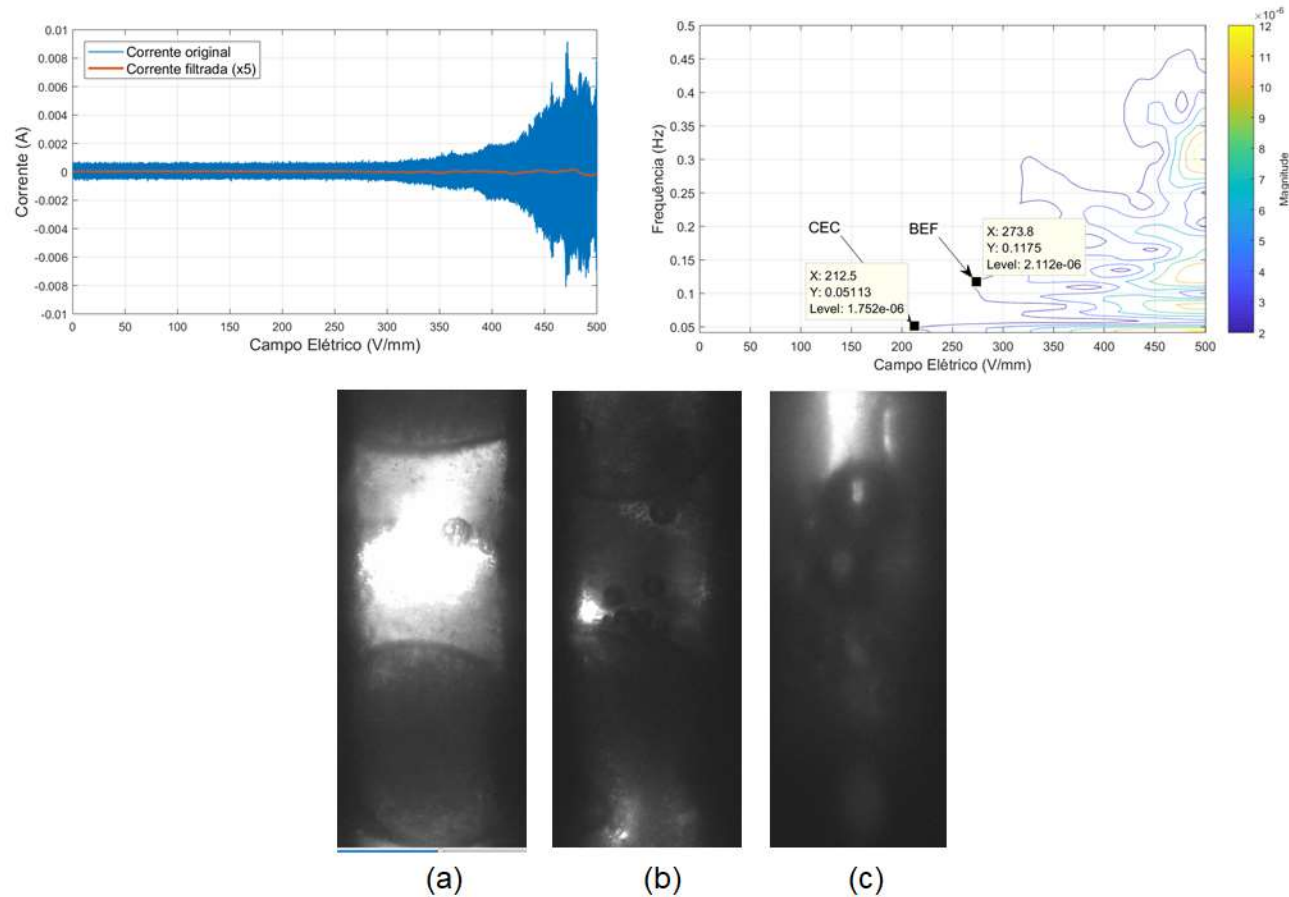 0.01
0.008
0.006
0.004
0.002
0
-0.002
-0.004
-0.006
-0.008
-0.01
Corrente (A)
Corrente original
Corrente filtrada (x5)
0 50 100 150 200 250 300 350 400 450 500
Campo Elétrico (V/mm)
0.5
0.45
0.4
0.35
0.3
0.25
0.2
0.15
0.1
0.05
Frequência (Hz)
CEC
BEF
X: 273.8
Y: 0.1175
Level: 2.112e-06
X: 212.5
Y: 0.05113
Level: 1.752e-06
0 50 100 150 200 250 300 350 400 450 500
Campo Elétrico (V/mm)
×10⁻⁶
12
11
10
9
8
7
6
5
4
3
2
Magnitude
(a) (b) (c)